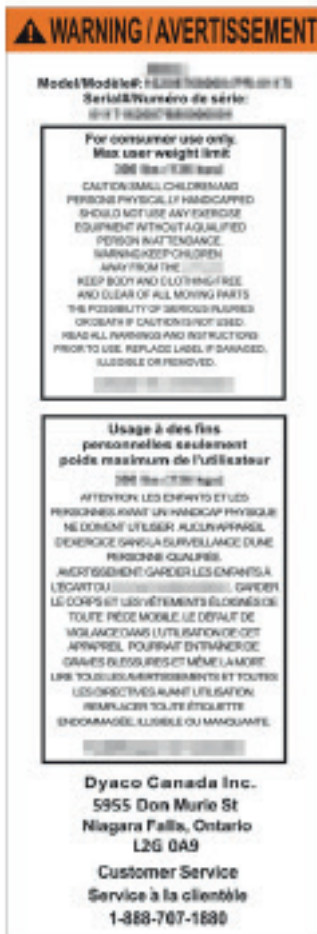 WARNING / AVERTISSEMENT
Model/Modèle#:
Serial#/Numéro de série:
For consumer use only.
Max user weight limit
CAUTION: SMALL CHILDREN AND
PERSONS PHYSICALLY HANDICAPPED
SHOULD NOT USE ANY EXERCISE
EQUIPMENT WITHOUT A QUALIFIED
PERSON IN ATTENDANCE.
WARNING: KEEP CHILDREN
AWAY FROM THE
KEEP BODY AND CLOTHING FREE
AND CLEAR OF ALL MOVING PARTS
THE POSSIBILITY OF SERIOUS INJURIES
OR DEATH IF CAUTION IS NOT USED.
READ ALL WARNINGS AND INSTRUCTIONS
PRIOR TO USE. REPLACE LABEL IF DAMAGED,
ILLEGIBLE OR REMOVED.
Usage à des fins
personnelles seulement
poids maximum de l'utilisateur
ATTENTION: LES ENFANTS ET LES
PERSONNES AYANT UN HANDICAP PHYSIQUE
NE DOIVENT UTILISER AUCUN APPAREIL
D'EXERCICE SANS LA SURVEILLANCE D'UNE
PERSONNE QUALIFIÉE.
AVERTISSEMENT: GARDER LES ENFANTS À
L'ÉCART DU GARDER
LE CORPS ET LES VÊTEMENTS ÉLOIGNÉS DE
TOUTE PIÈCE MOBILE. LE DÉFAUT DE
VIGILANCE DANS L'UTILISATION DE CET
APPAREIL POURRAIT ENTRAÎNER DE
GRAVES BLESSURES ET MÊME LA MORT.
LIRE TOUS LES AVERTISSEMENTS ET TOUTES
LES DIRECTIVES AVANT UTILISATION.
REMPLACER TOUTE ÉTIQUETTE
ENDOMMAGÉE, ILLISIBLE OU MANQUANTE.
Dyaco Canada Inc.
5955 Don Murie St
Niagara Falls, Ontario
L2G 0A9
Customer Service
Service à la clientèle
1-888-707-1880